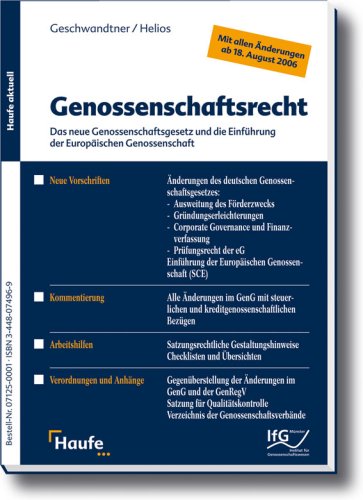 Geschwandtner / Helios
Mit allen Änderungen
ab 18. August 2006
Haufe aktuell
Genossenschaftsrecht
Das neue Genossenschaftsgesetz und die Einführung
der Europäischen Genossenschaft
Neue Vorschriften
Änderungen des deutschen Genossen-
schaftsgesetzes:
- Ausweitung des Förderzwecks
- Gründungserleichterungen
- Corporate Governance und Finanz-
verfassung
- Prüfungsrecht der eG
Einführung der Europäischen Genossen-
schaft (SCE)
Kommentierung
Alle Änderungen im GenG mit steuer-
lichen und kreditgenossenschaftlichen
Bezügen
Arbeitshilfen
Satzungsrechtliche Gestaltungshinweise
Checklisten und Übersichten
Verordnungen und Anhänge
Gegenüberstellung der Änderungen im
GenG und der GenRegV
Satzung für Qualitätskontrolle
Verzeichnis der Genossenschaftsverbände
Bestell-Nr. 07125-0001 · ISBN 3-448-07496-9
Haufe
IfG
Münster
Institut für
Genossenschaftswesen